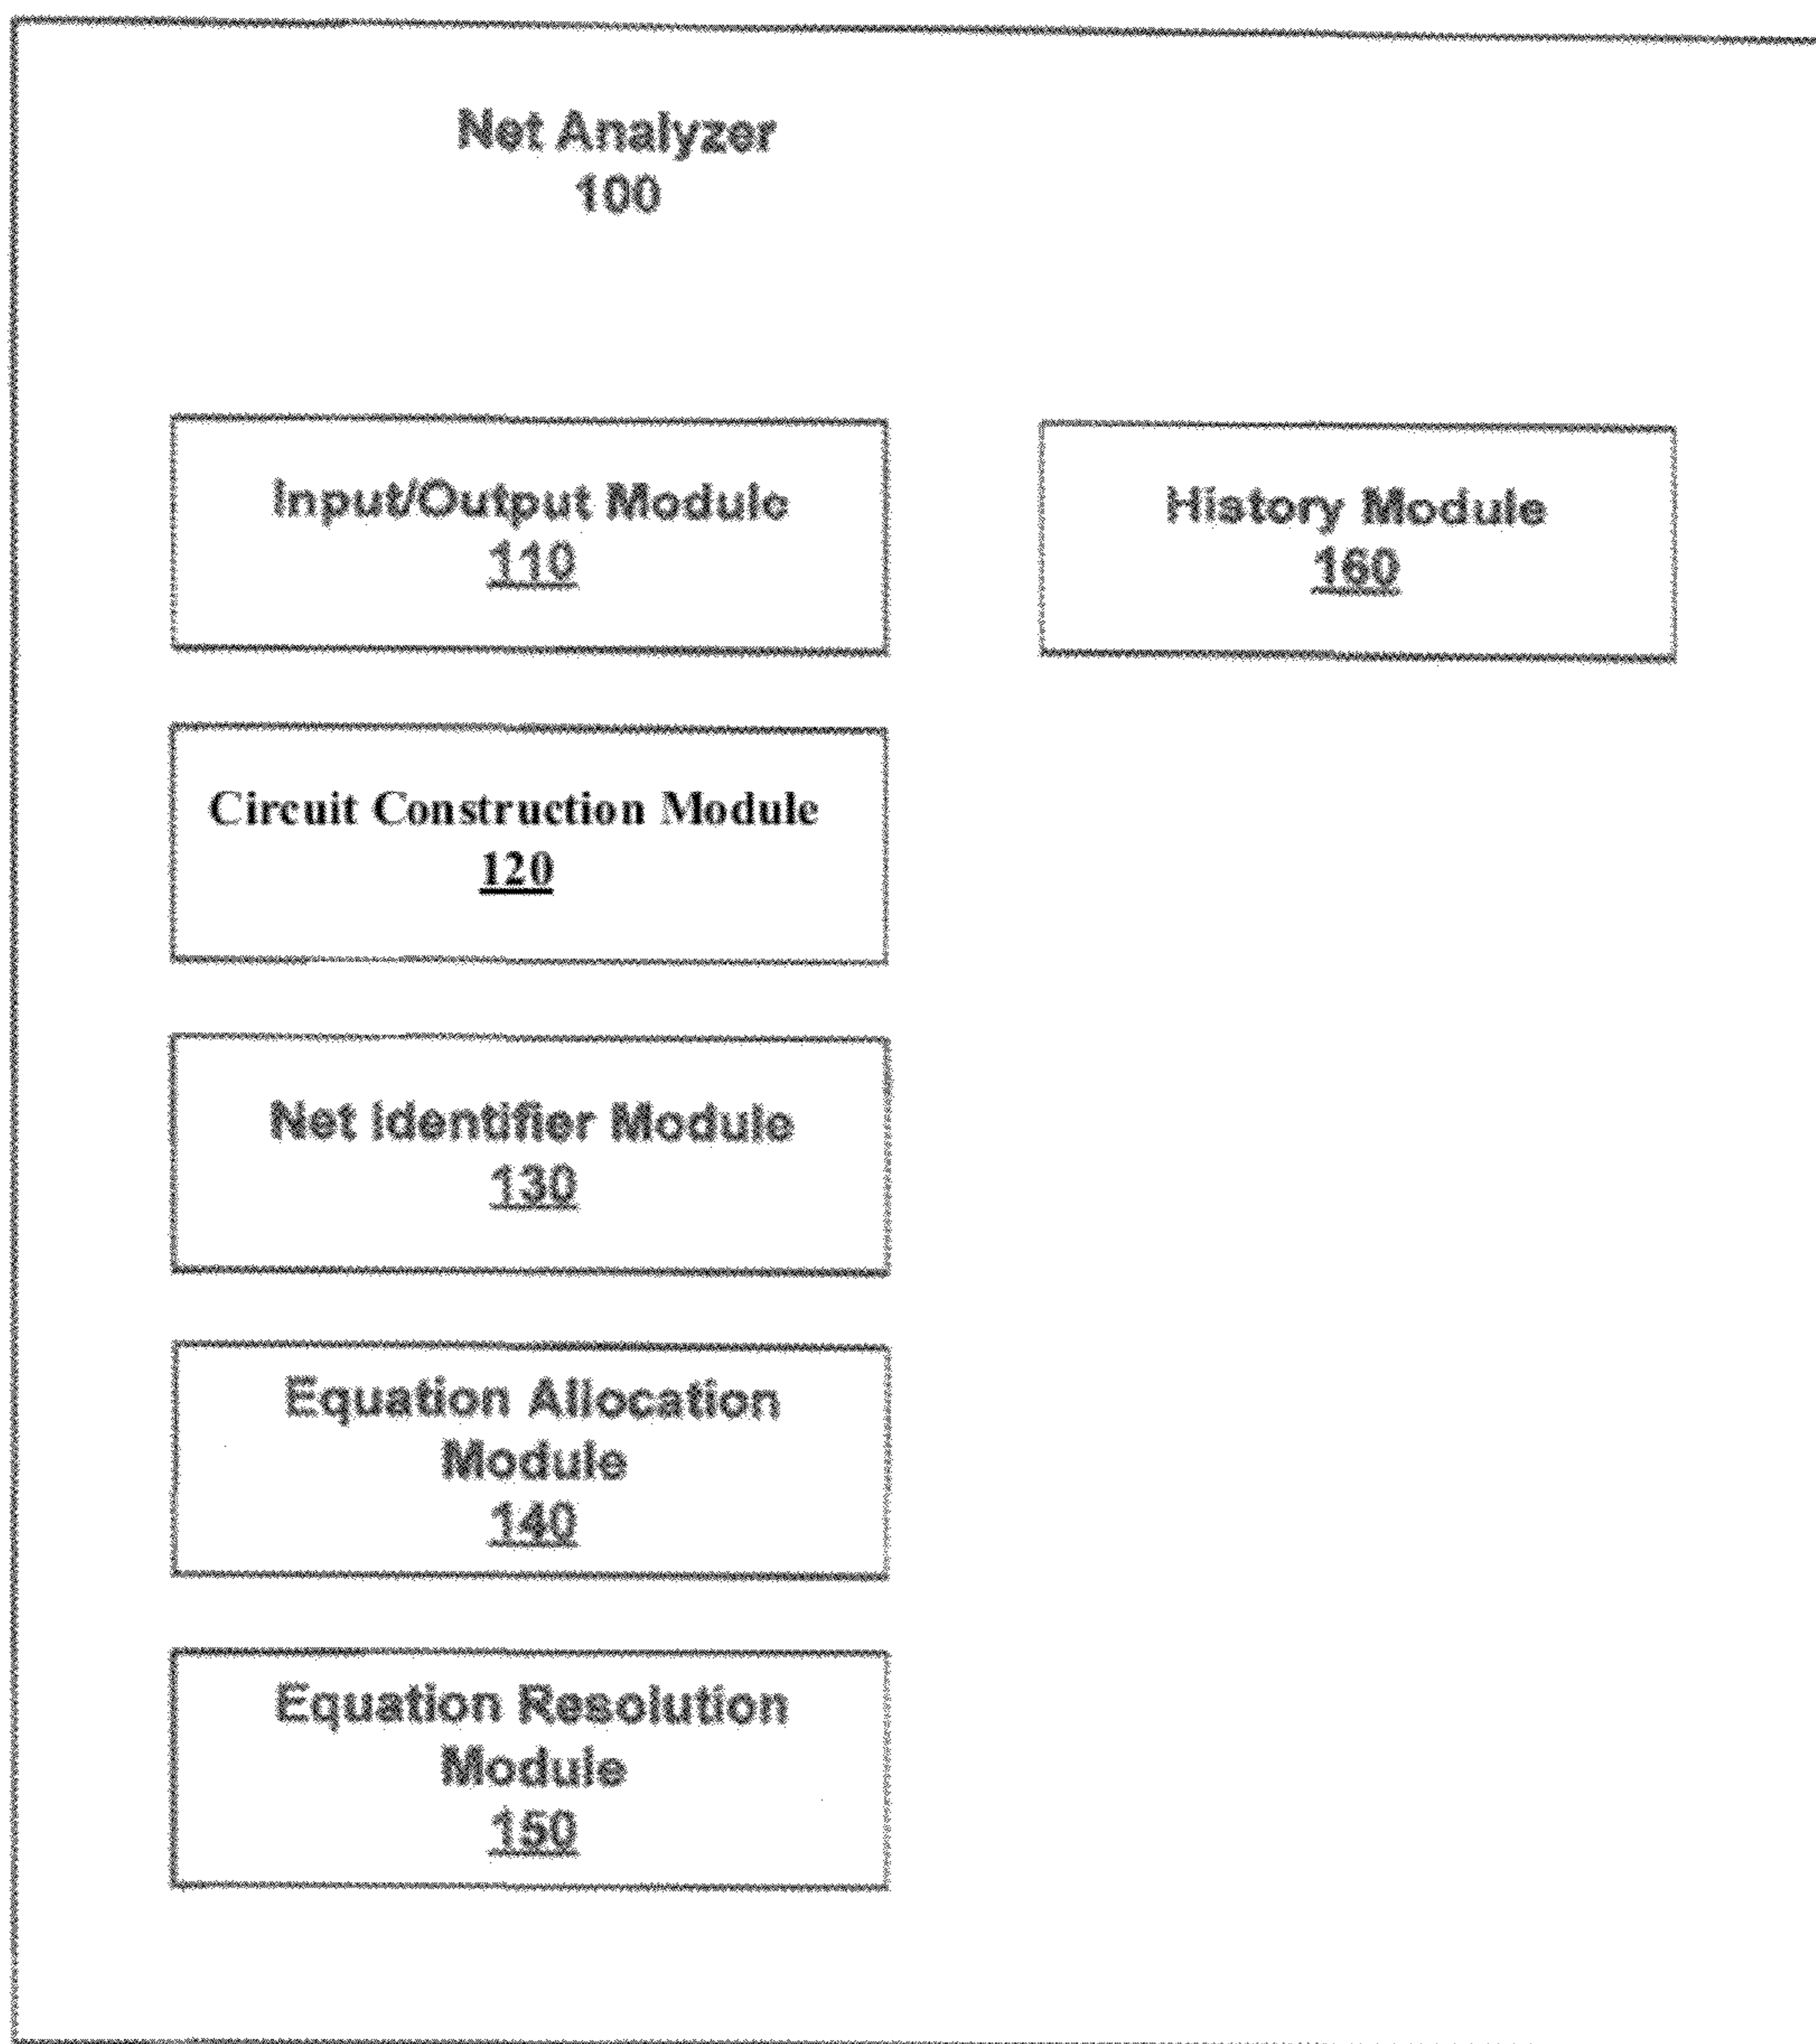 Net Analyzer
100
Input/Output Module
110
History Module
160
Circuit Construction Module
120
Net Identifier Module
130
Equation Allocation
Module
140
Equation Resolution
Module
150